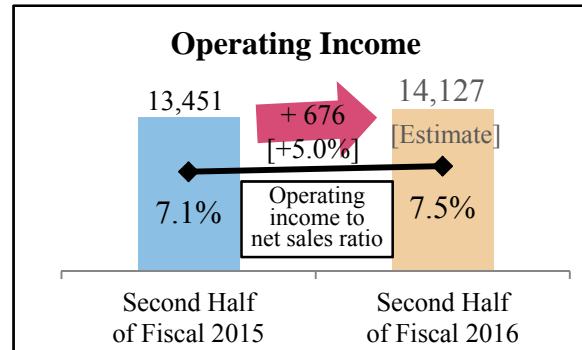 Operating Income
13,451
+ 676
[+5.0%]
14,127
[Estimate]
7.1%
Operating
income to
net sales ratio
7.5%
Second Half
of Fiscal 2015
Second Half
of Fiscal 2016